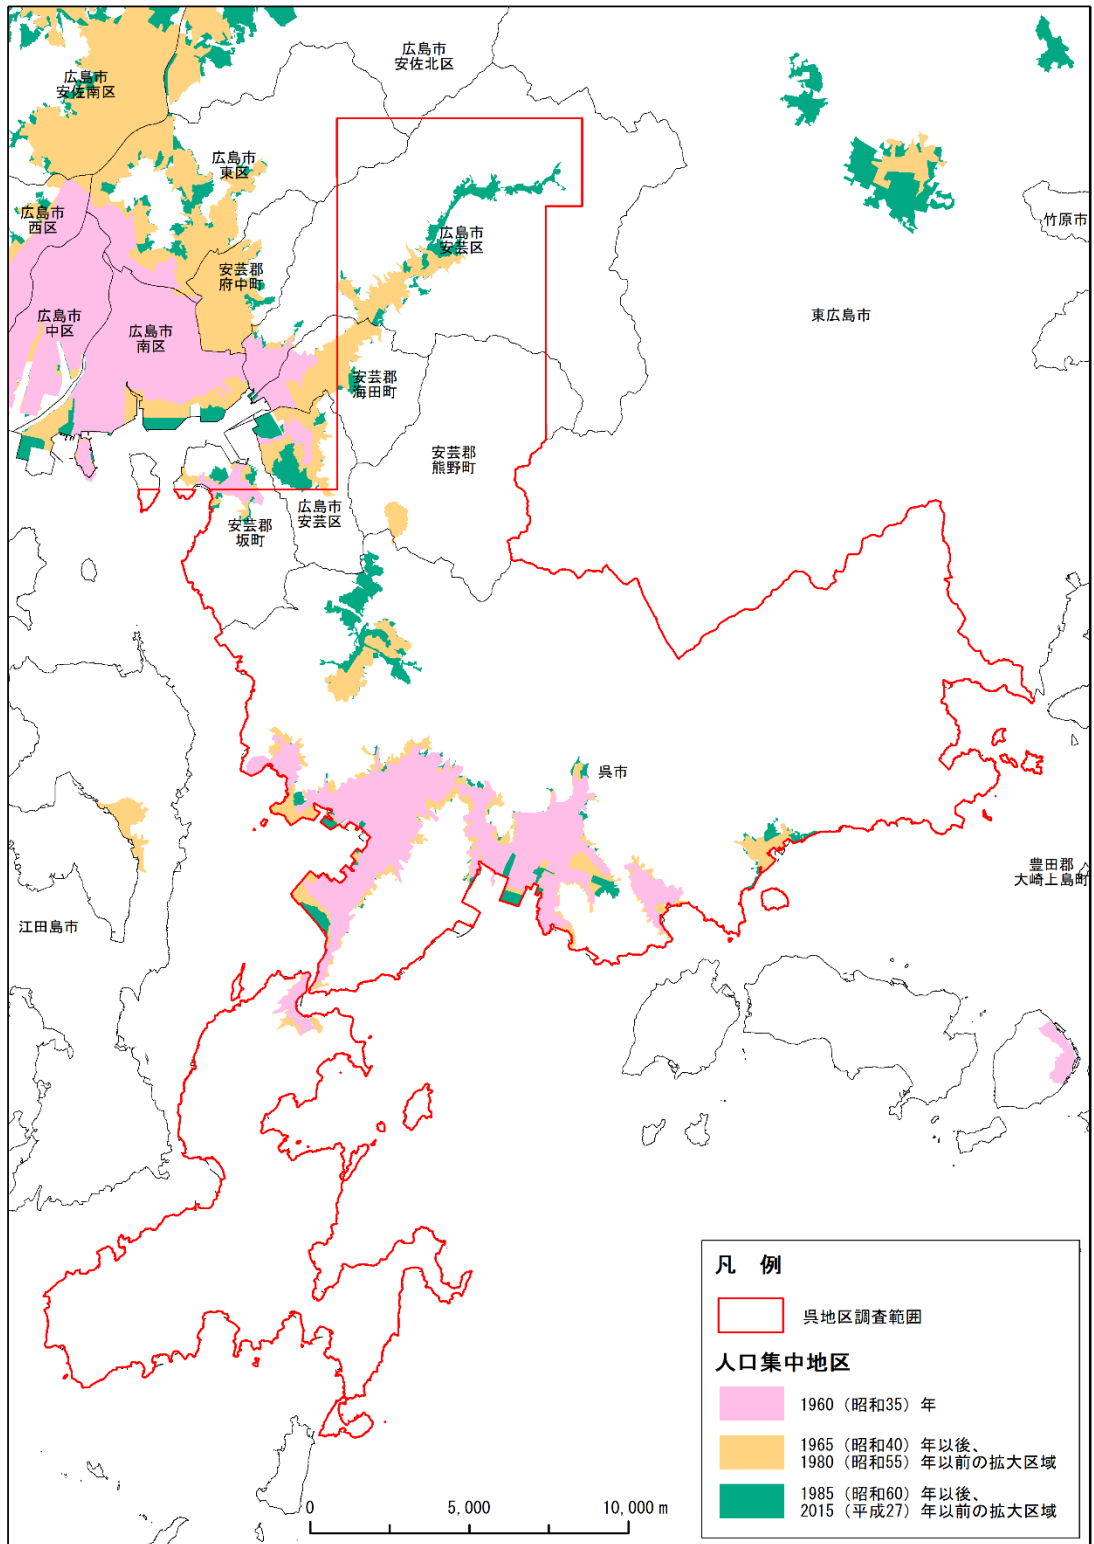 広島市
安佐北区
広島市
安佐南区
広島市
東区
広島市
西区
竹原市
広島市
安芸区
安芸郡
府中町
広島市
中区
広島市
南区
東広島市
安芸郡
海田町
安芸郡
熊野町
広島市
安芸区
安芸郡
坂町
呉市
豊田郡
大崎上島町
江田島市
凡 例
呉地区調査範囲
人口集中地区
1960（昭和35）年
1965（昭和40）年以後、
1980（昭和55）年以前の拡大区域
1985（昭和60）年以後、
2015（平成27）年以前の拡大区域
0 5,000 10,000 m